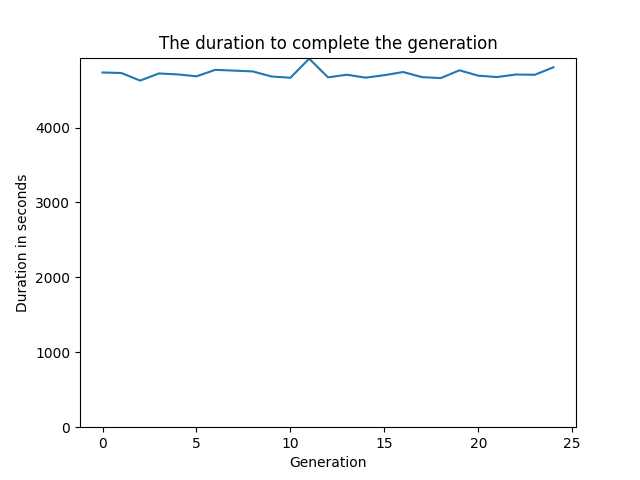 The duration to complete the generation
4000
3000
2000
1000
0
Duration in seconds
0 5 10 15 20 25
Generation